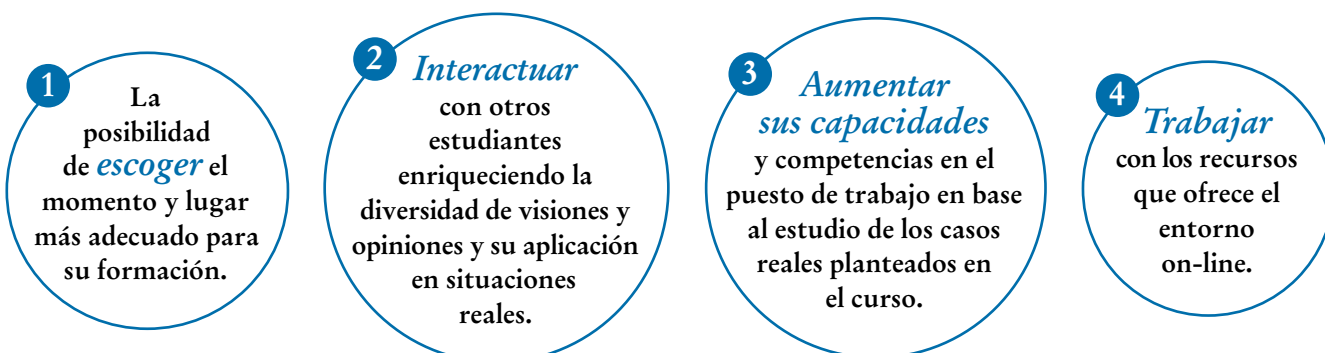 1
La
posibilidad
de escoger el
momento y lugar
más adecuado para
su formación.
2
Interactuar
con otros
estudiantes
enriqueciendo la
diversidad de visiones y
opiniones y su aplicación
en situaciones
reales.
3
Aumentar
sus capacidades
y competencias en el
puesto de trabajo en base
al estudio de los casos
reales planteados en
el curso.
4
Trabajar
con los recursos
que ofrece el
entorno
on-line.